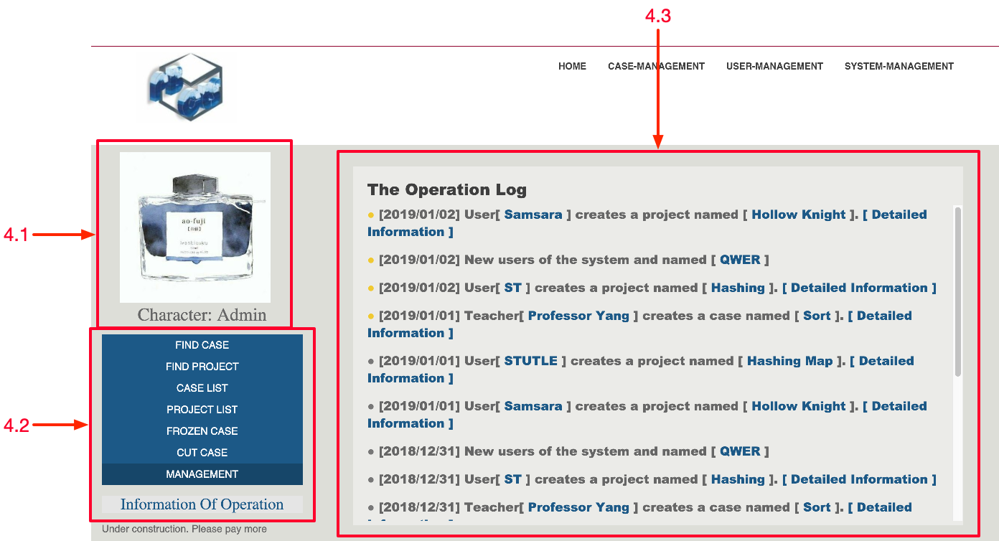 4.3
HOME CASE-MANAGEMENT USER-MANAGEMENT SYSTEM-MANAGEMENT
4.1
ao-fuji
iroshizuku
Character: Admin
4.2
FIND CASE
FIND PROJECT
CASE LIST
PROJECT LIST
FROZEN CASE
CUT CASE
MANAGEMENT
Information Of Operation
Under construction. Please pay more
The Operation Log
• [2019/01/02] User[ Samsara ] creates a project named [ Hollow Knight ]. [ Detailed
Information ]
• [2019/01/02] New users of the system and named [ QWER ]
• [2019/01/02] User[ ST ] creates a project named [ Hashing ]. [ Detailed Information ]
• [2019/01/01] Teacher[ Professor Yang ] creates a case named [ Sort ]. [ Detailed
Information ]
• [2019/01/01] User[ STUTLE ] creates a project named [ Hashing Map ]. [ Detailed
Information ]
• [2019/01/01] User[ Samsara ] creates a project named [ Hollow Knight ]. [ Detailed
Information ]
• [2018/12/31] New users of the system and named [ QWER ]
• [2018/12/31] User[ ST ] creates a project named [ Hashing ]. [ Detailed Information ]
• [2018/12/31] Teacher[ Professor Yang ] creates a case named [ Sort ]. [ Detailed